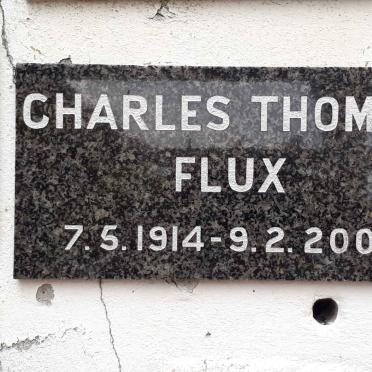 CHARLES THOM
FLUX
7.5.1914-9.2.200